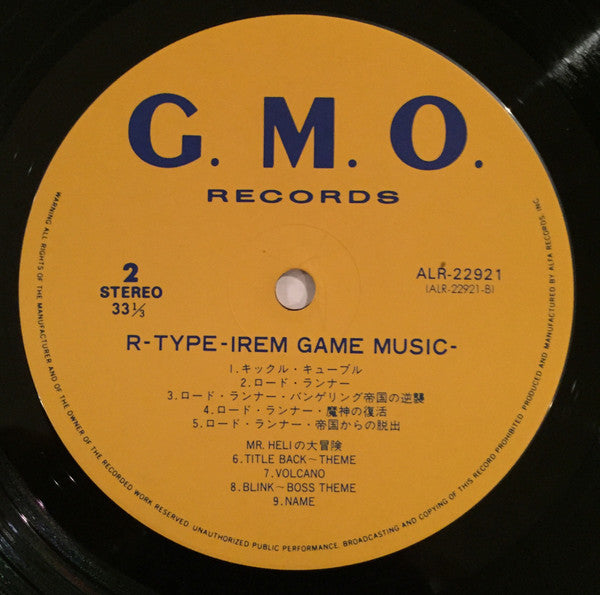 G. M. O.
RECORDS
2
STEREO
33 1/3
ALR-22921
(ALR-22921-B)
R-TYPE-IREM GAME MUSIC-
1. キックル・キューブル
2. ロード・ランナー
3. ロード・ランナー・バンゲリング帝国の逆襲
4. ロード・ランナー・魔神の復活
5. ロード・ランナー・帝国からの脱出
MR. HELIの大冒険
6. TITLE BACK～THEME
7. VOLCANO
8. BLINK～BOSS THEME
9. NAME
WARNING: ALL RIGHTS OF THE MANUFACTURER AND OF THE OWNER OF THE RECORDED WORK RESERVED. UNAUTHORIZED PUBLIC PERFORMANCE. BROADCASTING AND COPYING OF THIS RECORD PROHIBITED. PRODUCED AND MANUFACTURED BY ALFA RECORDS, INC.